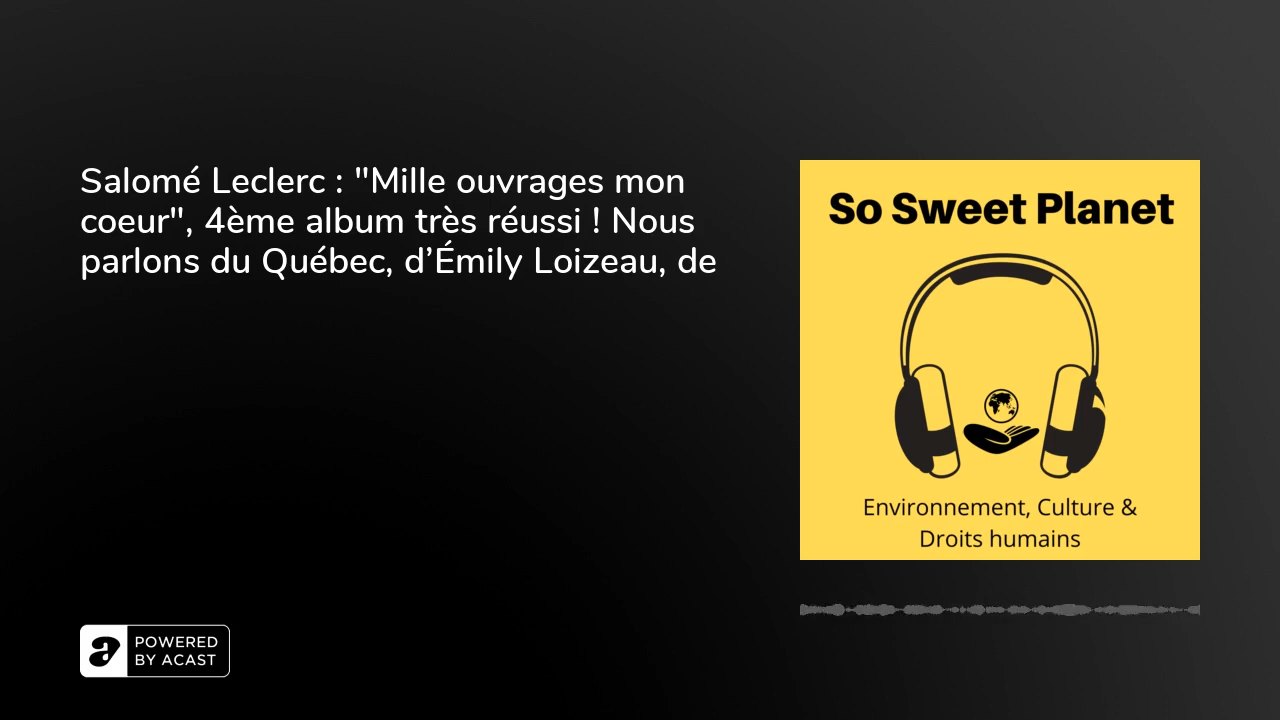 Salomé Leclerc : "Mille ouvrages mon
coeur", 4ème album très réussi ! Nous
parlons du Québec, d’Émily Loizeau, de
So Sweet Planet
Environnement, Culture &
Droits humains
a
POWERED
BY ACAST